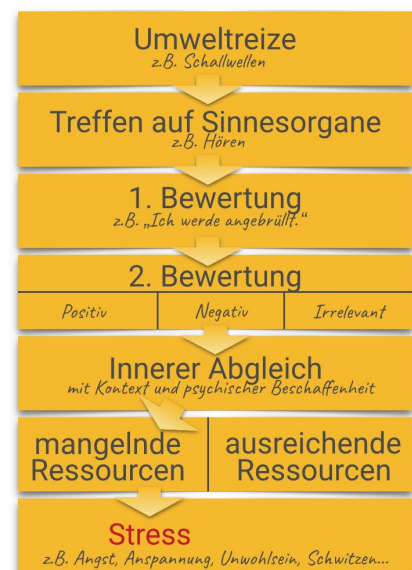 Umweltreize
z.B. Schallwellen
Treffen auf Sinnesorgane
z.B. Hören
1. Bewertung
z.B. „Ich werde angebrüllt.“
2. Bewertung
Positiv
Negativ
Irrelevant
Innerer Abgleich
mit Kontext und psychischer Beschaffenheit
mangelnde
Ressourcen
ausreichende
Ressourcen
Stress
z.B. Angst, Anspannung, Unwohlsein, Schwitzen...